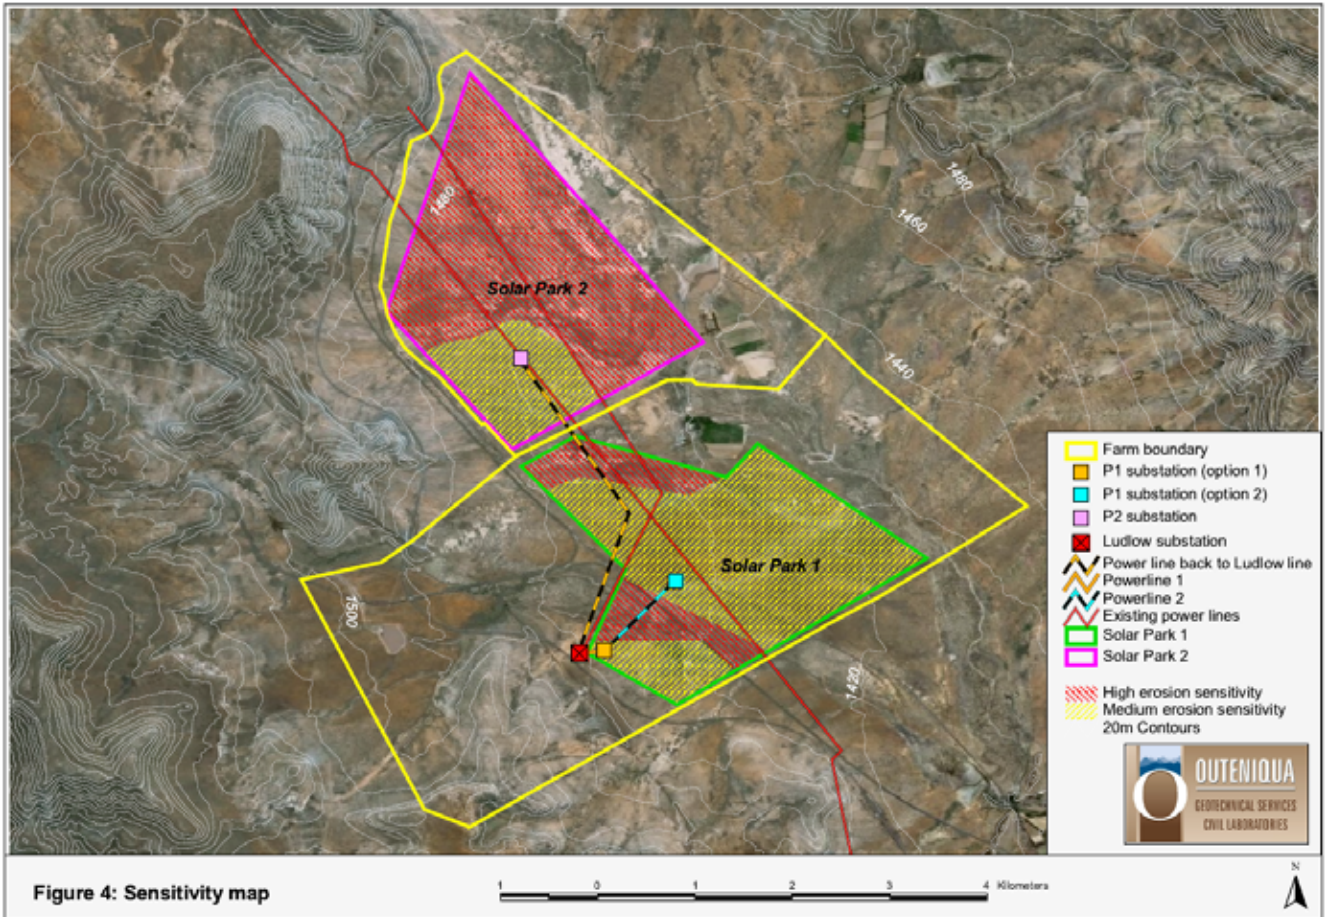 1480
1480
1460
Solar Park 2
1440
Solar Park 1
1500
1420
Farm boundary
P1 substation (option 1)
P1 substation (option 2)
P2 substation
Ludlow substation
Power line back to Ludlow line
Powerline 1
Powerline 2
Existing power lines
Solar Park 1
Solar Park 2
High erosion sensitivity
Medium erosion sensitivity
20m Contours
OUTENIQUA
GEOTECHNICAL SERVICES
CIVIL LABORATORIES
Figure 4: Sensitivity map
1 0 1 2 3 4 Kilometers
N